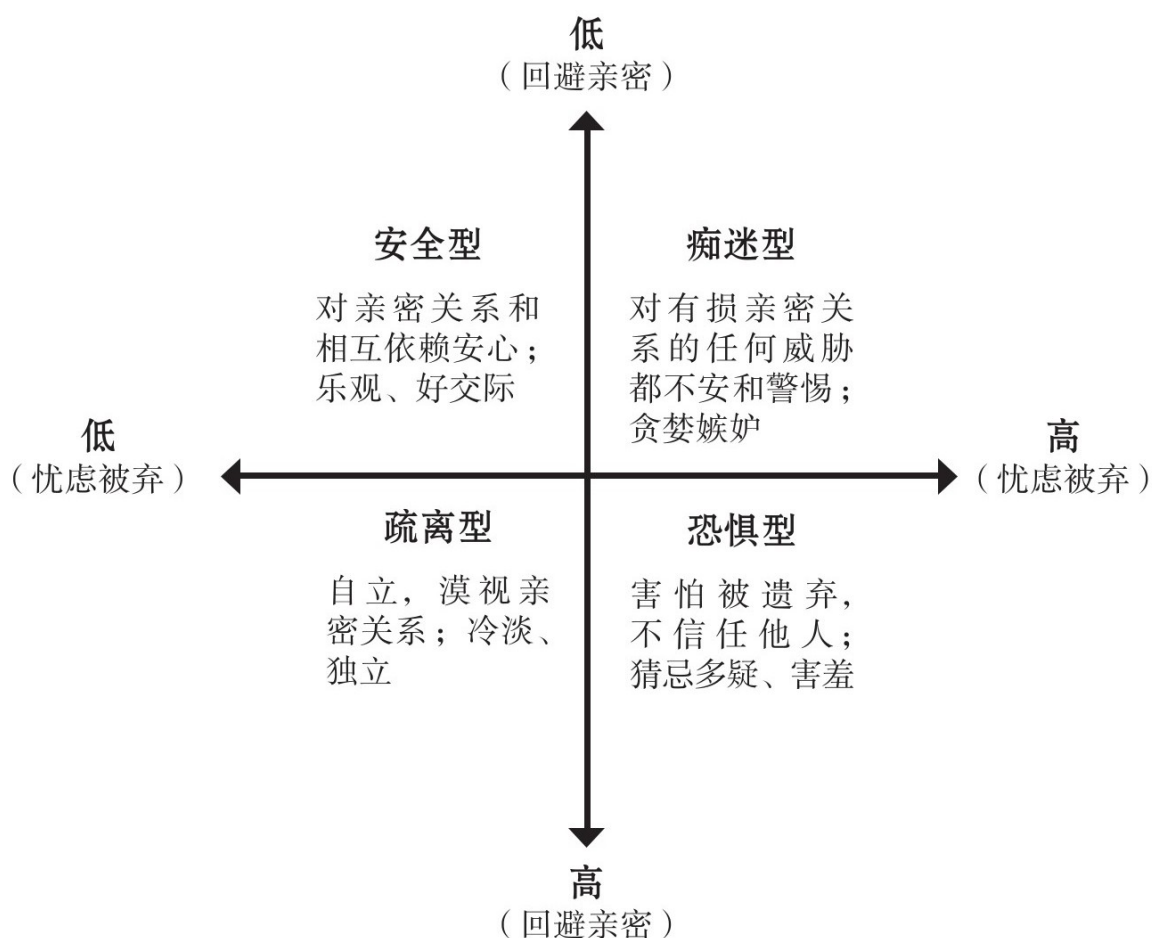 低
（回避亲密）
安全型
对亲密关系和
相互依赖安心；
乐观、好交际
痴迷型
对有损亲密关
系的任何威胁
都不安和警惕；
贪婪嫉妒
低
（忧虑被弃）
高
（忧虑被弃）
疏离型
自立，漠视亲
密关系；冷淡、
独立
恐惧型
害怕被遗弃，
不信任他人；
猜忌多疑、害羞
高
（回避亲密）